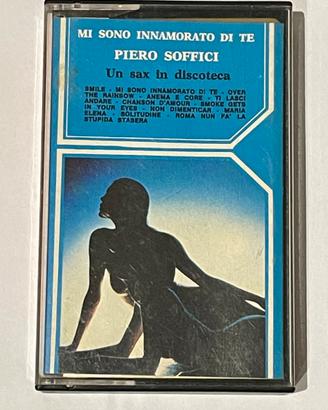 MI SONO INNAMORATO DI TE
PIERO SOFFICI
Un sax in discoteca
SMILE - MI SONO INNAMORATO DI TE - OVER
THE RAINBOW - ANEMA E CORE - TI LASCI
ANDARE - CHANSON D'AMOUR - SMOKE GETS
IN YOUR EYES - NON DIMENTICAR - MARIA
ELENA - SOLITUDINE - ROMA NUN FA' LA
STUPIDA STASERA